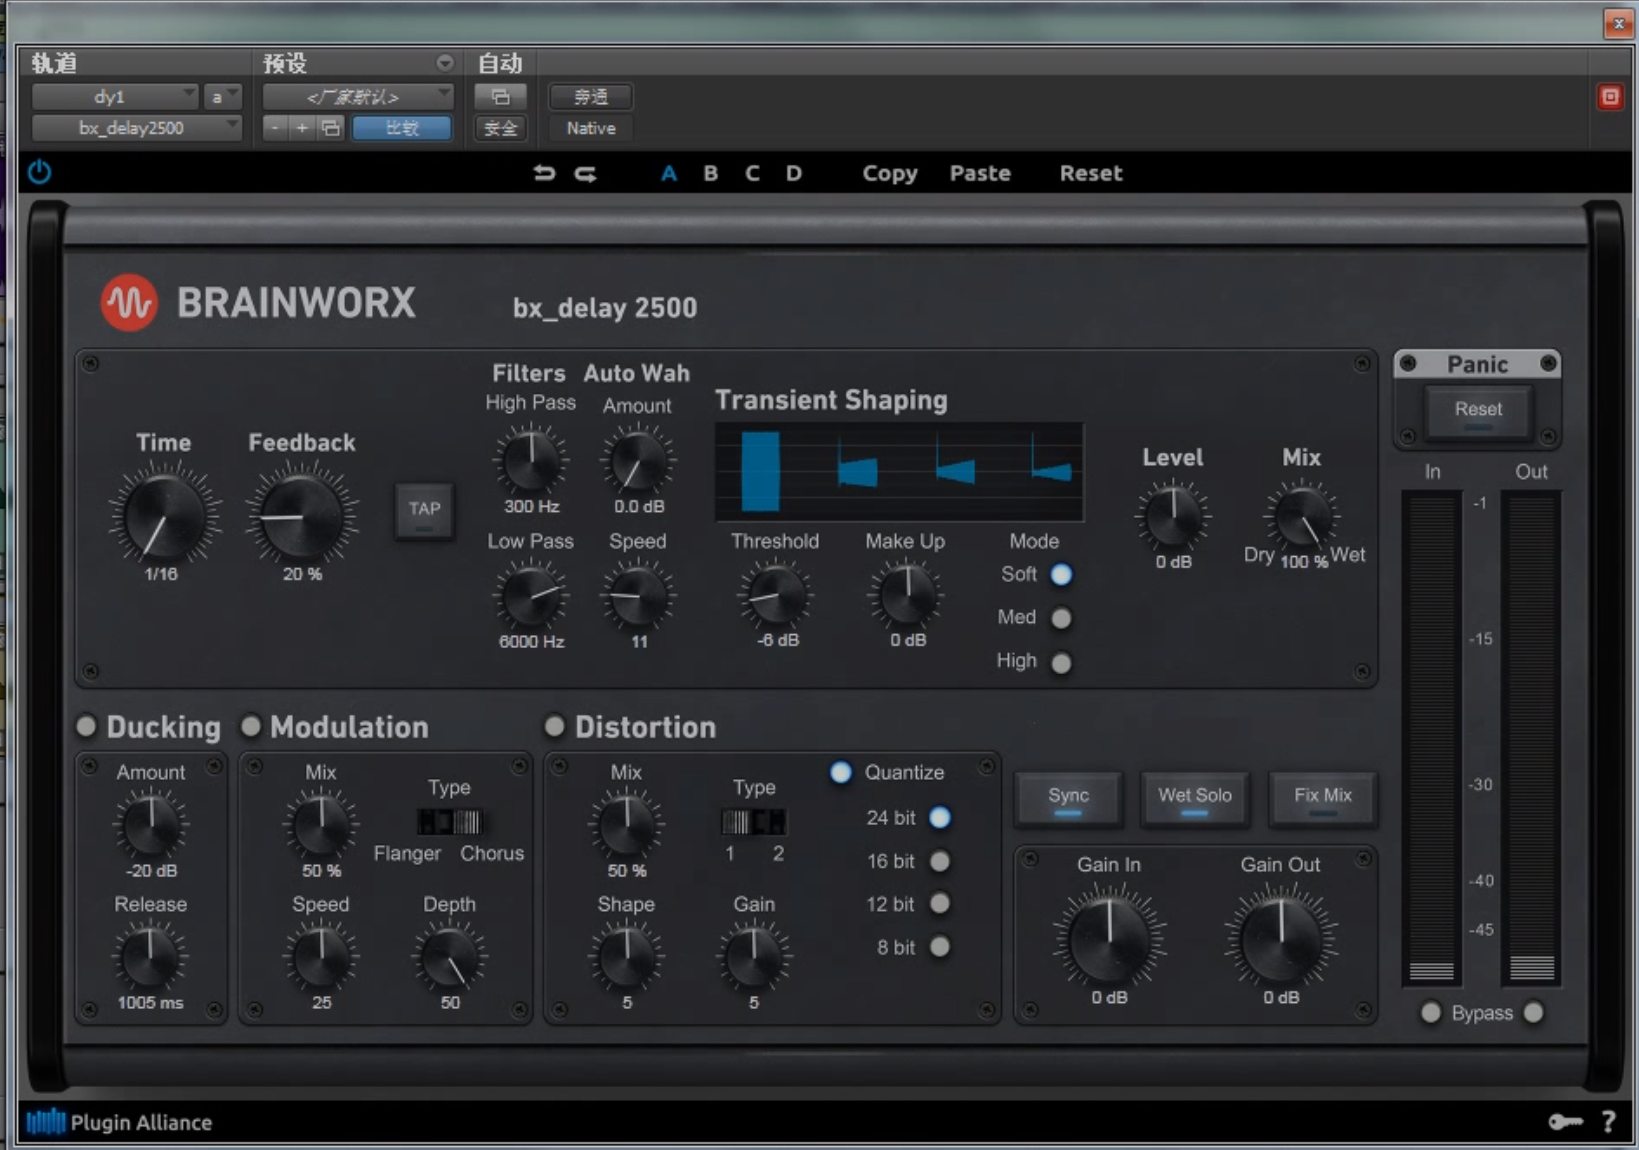 轨道 预设 自动
dy1 a <厂家默认> 旁通
bx_delay2500 - + 比较 安全 Native
A B C D Copy Paste Reset
BRAINWORX bx_delay 2500
Panic
Reset
Filters Auto Wah
High Pass Amount
Transient Shaping
Time Feedback
TAP
300 Hz 0.0 dB
Level Mix
In Out
Low Pass Speed
Threshold Make Up Mode
1/16 20 %
Soft
Dry 100 % Wet
0 dB
Med
6000 Hz 11 -6 dB 0 dB
High
-1
-15
-30
-40
-45
Ducking Modulation Distortion
Amount Mix Type Mix Type Quantize
24 bit
Flanger Chorus 1 2
-20 dB 50 % 50 % 16 bit
Release Speed Depth Shape Gain 12 bit
8 bit
1005 ms 25 50 5 5
Sync Wet Solo Fix Mix
Gain In Gain Out
0 dB 0 dB
Bypass
Plugin Alliance ?